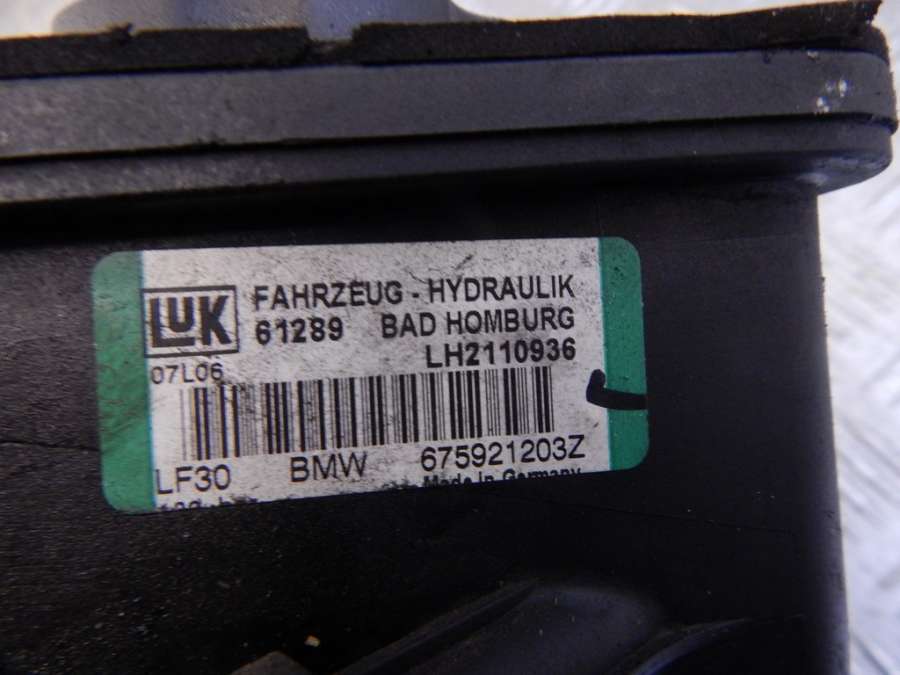 LUK FAHRZEUG - HYDRAULIK
61289 BAD HOMBURG
LH2110936
07L06
LF30 BMW 675921203Z
Made In Germany